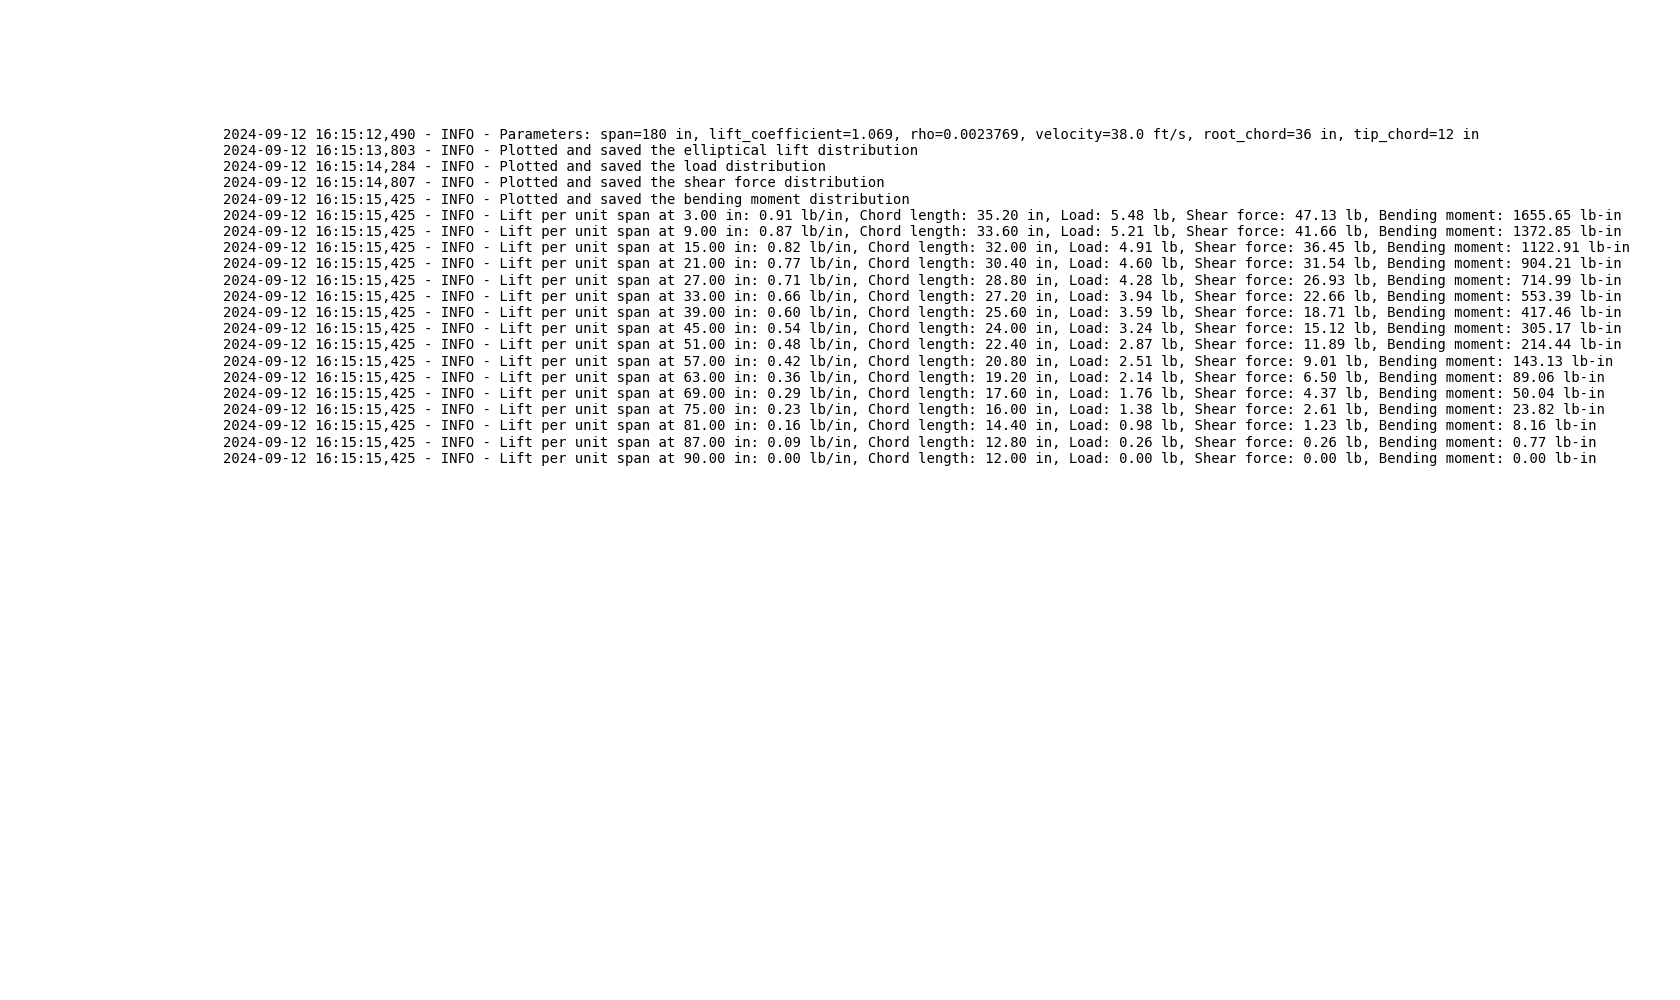 2024-09-12 16:15:12,490 - INFO - Parameters: span=180 in, lift_coefficient=1.069, rho=0.0023769, velocity=38.0 ft/s, root_chord=36 in, tip_chord=12 in
2024-09-12 16:15:13,803 - INFO - Plotted and saved the elliptical lift distribution
2024-09-12 16:15:14,284 - INFO - Plotted and saved the load distribution
2024-09-12 16:15:14,807 - INFO - Plotted and saved the shear force distribution
2024-09-12 16:15:15,425 - INFO - Plotted and saved the bending moment distribution
2024-09-12 16:15:15,425 - INFO - Lift per unit span at 3.00 in: 0.91 lb/in, Chord length: 35.20 in, Load: 5.48 lb, Shear force: 47.13 lb, Bending moment: 1655.65 lb-in
2024-09-12 16:15:15,425 - INFO - Lift per unit span at 9.00 in: 0.87 lb/in, Chord length: 33.60 in, Load: 5.21 lb, Shear force: 41.66 lb, Bending moment: 1372.85 lb-in
2024-09-12 16:15:15,425 - INFO - Lift per unit span at 15.00 in: 0.82 lb/in, Chord length: 32.00 in, Load: 4.91 lb, Shear force: 36.45 lb, Bending moment: 1122.91 lb-in
2024-09-12 16:15:15,425 - INFO - Lift per unit span at 21.00 in: 0.77 lb/in, Chord length: 30.40 in, Load: 4.60 lb, Shear force: 31.54 lb, Bending moment: 904.21 lb-in
2024-09-12 16:15:15,425 - INFO - Lift per unit span at 27.00 in: 0.71 lb/in, Chord length: 28.80 in, Load: 4.28 lb, Shear force: 26.93 lb, Bending moment: 714.99 lb-in
2024-09-12 16:15:15,425 - INFO - Lift per unit span at 33.00 in: 0.66 lb/in, Chord length: 27.20 in, Load: 3.94 lb, Shear force: 22.66 lb, Bending moment: 553.39 lb-in
2024-09-12 16:15:15,425 - INFO - Lift per unit span at 39.00 in: 0.60 lb/in, Chord length: 25.60 in, Load: 3.59 lb, Shear force: 18.71 lb, Bending moment: 417.46 lb-in
2024-09-12 16:15:15,425 - INFO - Lift per unit span at 45.00 in: 0.54 lb/in, Chord length: 24.00 in, Load: 3.24 lb, Shear force: 15.12 lb, Bending moment: 305.17 lb-in
2024-09-12 16:15:15,425 - INFO - Lift per unit span at 51.00 in: 0.48 lb/in, Chord length: 22.40 in, Load: 2.87 lb, Shear force: 11.89 lb, Bending moment: 214.44 lb-in
2024-09-12 16:15:15,425 - INFO - Lift per unit span at 57.00 in: 0.42 lb/in, Chord length: 20.80 in, Load: 2.51 lb, Shear force: 9.01 lb, Bending moment: 143.13 lb-in
2024-09-12 16:15:15,425 - INFO - Lift per unit span at 63.00 in: 0.36 lb/in, Chord length: 19.20 in, Load: 2.14 lb, Shear force: 6.50 lb, Bending moment: 89.06 lb-in
2024-09-12 16:15:15,425 - INFO - Lift per unit span at 69.00 in: 0.29 lb/in, Chord length: 17.60 in, Load: 1.76 lb, Shear force: 4.37 lb, Bending moment: 50.04 lb-in
2024-09-12 16:15:15,425 - INFO - Lift per unit span at 75.00 in: 0.23 lb/in, Chord length: 16.00 in, Load: 1.38 lb, Shear force: 2.61 lb, Bending moment: 23.82 lb-in
2024-09-12 16:15:15,425 - INFO - Lift per unit span at 81.00 in: 0.16 lb/in, Chord length: 14.40 in, Load: 0.98 lb, Shear force: 1.23 lb, Bending moment: 8.16 lb-in
2024-09-12 16:15:15,425 - INFO - Lift per unit span at 87.00 in: 0.09 lb/in, Chord length: 12.80 in, Load: 0.26 lb, Shear force: 0.26 lb, Bending moment: 0.77 lb-in
2024-09-12 16:15:15,425 - INFO - Lift per unit span at 90.00 in: 0.00 lb/in, Chord length: 12.00 in, Load: 0.00 lb, Shear force: 0.00 lb, Bending moment: 0.00 lb-in